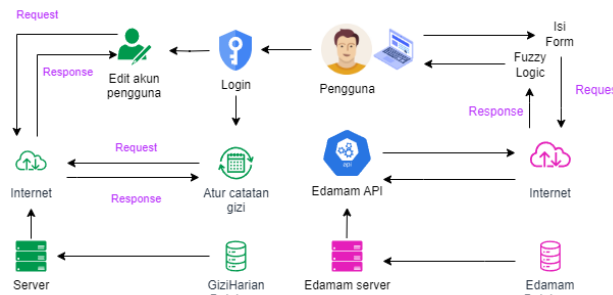 Request
Isi
Form
Fuzzy
Logic
Response
Edit akun
pengguna
Login
Pengguna
Request
Response
Request
Internet
Response
Atur catatan
gizi
Edamam API
Internet
Server
GiziHarian
Edamam server
Edamam